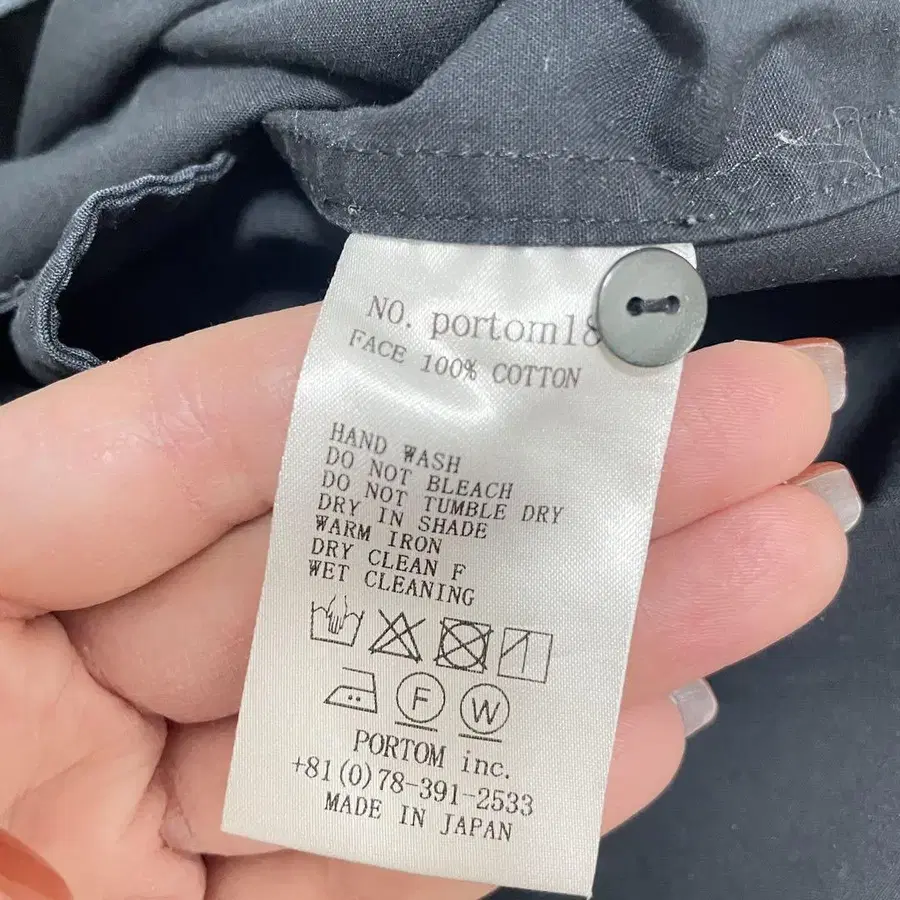 NO. portom18
FACE 100% COTTON
HAND WASH
DO NOT BLEACH
DO NOT TUMBLE DRY
DRY IN SHADE
WARM IRON
DRY CLEAN F
WET CLEANING
F W
PORTOM inc.
+81(0)78-391-2533
MADE IN JAPAN